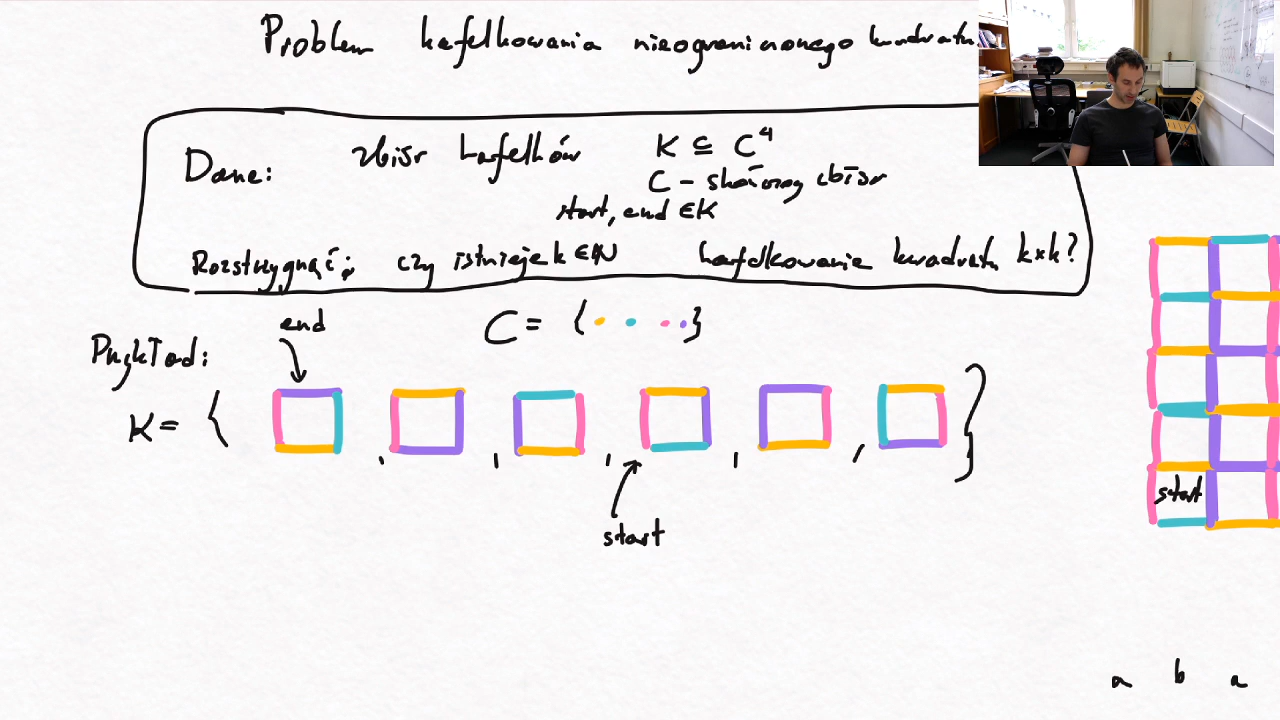 Problem kafelkowania nieograniczonego kwadratu
Dane: zbiór kafelków K ⊆ C⁴
C - skończony zbiór
start, end ∈ K
Rozstrzygnąć, czy istnieje k ∈ ℕ kafelkowanie kwadratu k×k?
end
C = { · · · · }
Przykład:
K = { , , , , , }
start
start
a b a